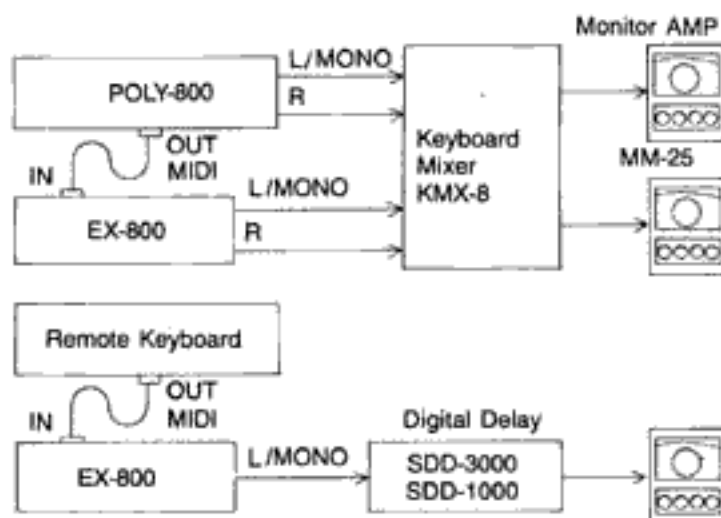 Monitor AMP
L/MONO
POLY-800
R
OUT
MIDI
IN
Keyboard
Mixer
KMX-8
MM-25
L/MONO
EX-800
R
Remote Keyboard
OUT
MIDI
IN
Digital Delay
L/MONO
EX-800
SDD-3000
SDD-1000